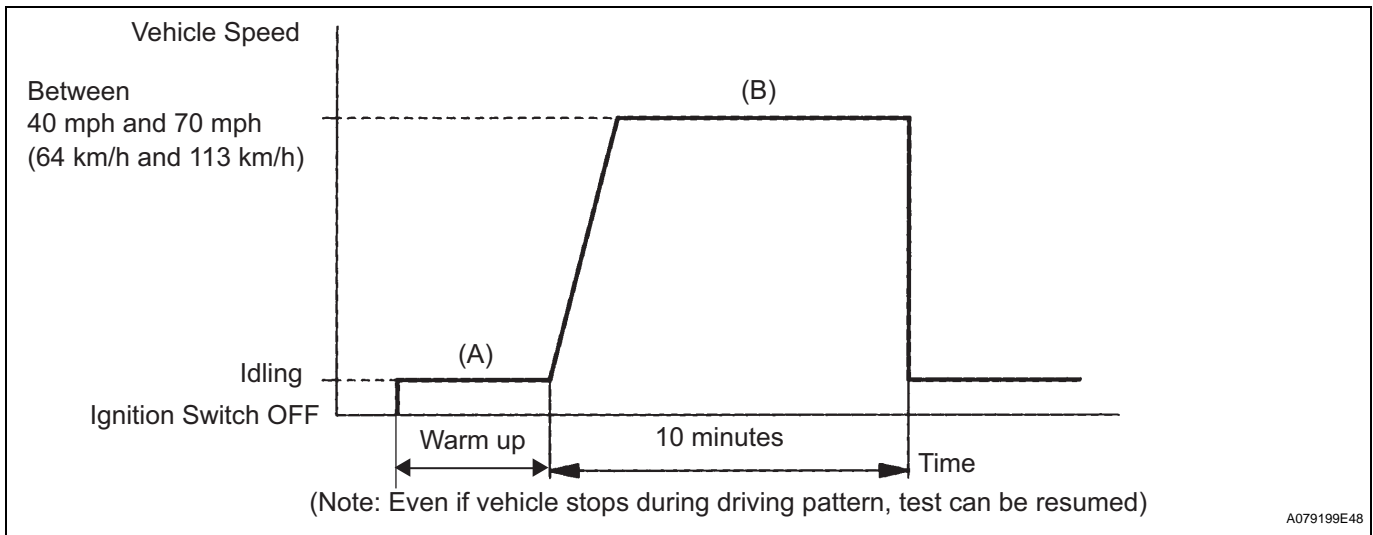 Vehicle Speed
Between
40 mph and 70 mph
(64 km/h and 113 km/h)
(B)
(A)
Idling
Ignition Switch OFF
Warm up
10 minutes
Time
(Note: Even if vehicle stops during driving pattern, test can be resumed)
A079199E48